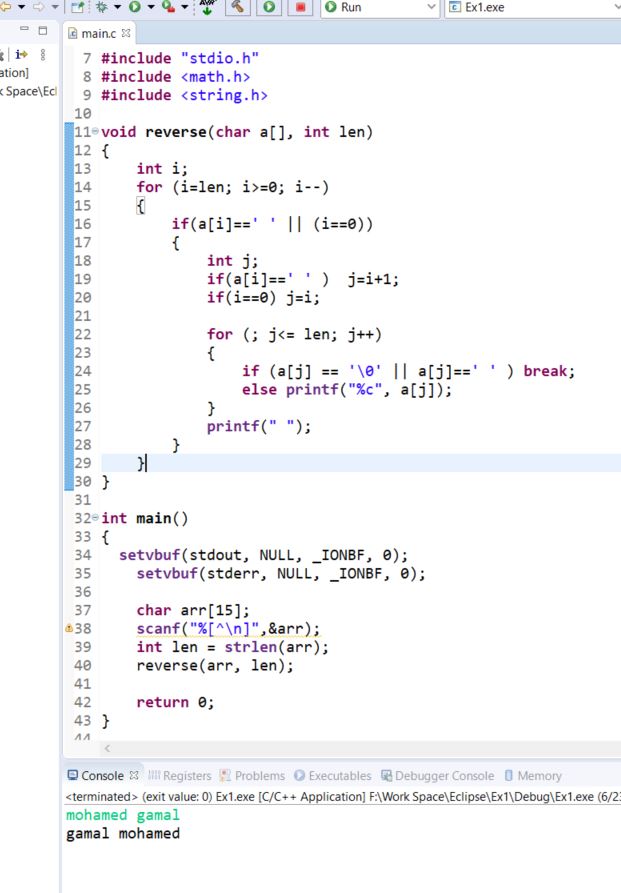 Run
Ex1.exe
main.c
ation]
k Space\Ecl
7 #include "stdio.h"
8 #include <math.h>
9 #include <string.h>
10
11 void reverse(char a[], int len)
12 {
13 int i;
14 for (i=len; i>=0; i--)
15 {
16 if(a[i]==' ' || (i==0))
17 {
18 int j;
19 if(a[i]==' ' ) j=i+1;
20 if(i==0) j=i;
21
22 for (; j<= len; j++)
23 {
24 if (a[j] == '\0' || a[j]==' ' ) break;
25 else printf("%c", a[j]);
26 }
27 printf(" ");
28 }
29 }
30 }
31
32 int main()
33 {
34 setvbuf(stdout, NULL, _IONBF, 0);
35 setvbuf(stderr, NULL, _IONBF, 0);
36
37 char arr[15];
38 scanf("%[^\n]",&arr);
39 int len = strlen(arr);
40 reverse(arr, len);
41
42 return 0;
43 }
44
Console Registers Problems Executables Debugger Console Memory
<terminated> (exit value: 0) Ex1.exe [C/C++ Application] F:\Work Space\Eclipse\Ex1\Debug\Ex1.exe (6/23
mohamed gamal
gamal mohamed